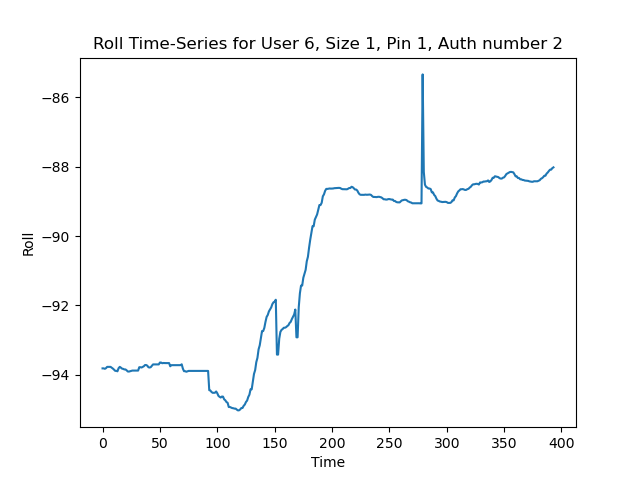 Roll Time-Series for User 6, Size 1, Pin 1, Auth number 2
−86
−88
−90
−92
−94
Roll
0 50 100 150 200 250 300 350 400
Time